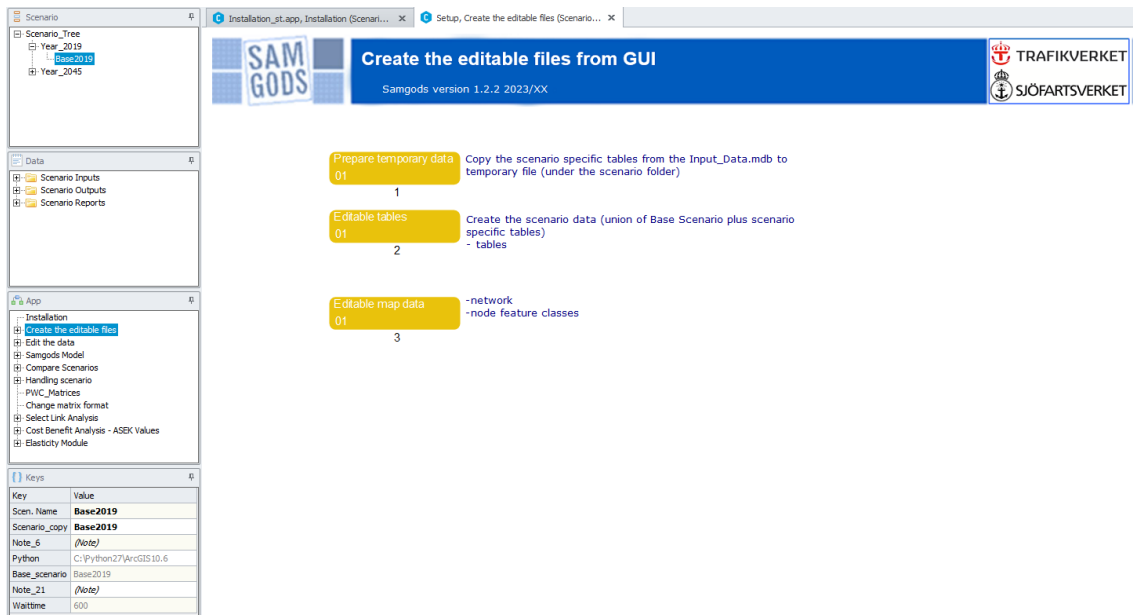 Scenario
Scenario_Tree
Year_2019
Base2019
Year_2045
Data
Scenario Inputs
Scenario Outputs
Scenario Reports
App
Installation
Create the editable files
Edit the data
Samgods Model
Compare Scenarios
Handling scenario
PWC_Matrices
Change matrix format
Select Link Analysis
Cost Benefit Analysis - ASEK Values
Elasticity Module
Keys
Key Value
Scen. Name Base2019
Scenario_copy Base2019
Note_6 (Note)
Python C:\Python27\ArcGIS10.6
Base_scenario Base2019
Note_21 (Note)
Waittime 600
Installation_st.app, Installation (Scenari...
Setup, Create the editable files (Scenario...
SAM
GODS
Create the editable files from GUI
Samgods version 1.2.2 2023/XX
TRAFIKVERKET
SJÖFARTSVERKET
Prepare temporary data
01
1
Copy the scenario specific tables from the Input_Data.mdb to
temporary file (under the scenario folder)
Editable tables
01
2
Create the scenario data (union of Base Scenario plus scenario
specific tables)
- tables
Editable map data
01
3
-network
-node feature classes